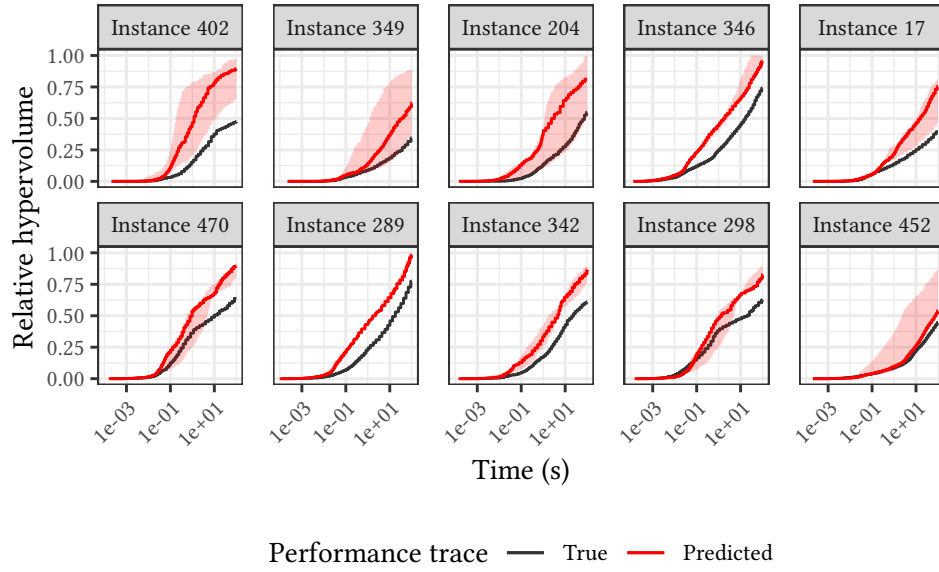 Instance 402
Instance 349
Instance 204
Instance 346
Instance 17
1.00
0.75
0.50
0.25
0.00
Relative hypervolume
Instance 470
Instance 289
Instance 342
Instance 298
Instance 452
1.00
0.75
0.50
0.25
0.00
1e-03 1e-01 1e+01
1e-03 1e-01 1e+01
1e-03 1e-01 1e+01
1e-03 1e-01 1e+01
1e-03 1e-01 1e+01
Time (s)
Performance trace True Predicted